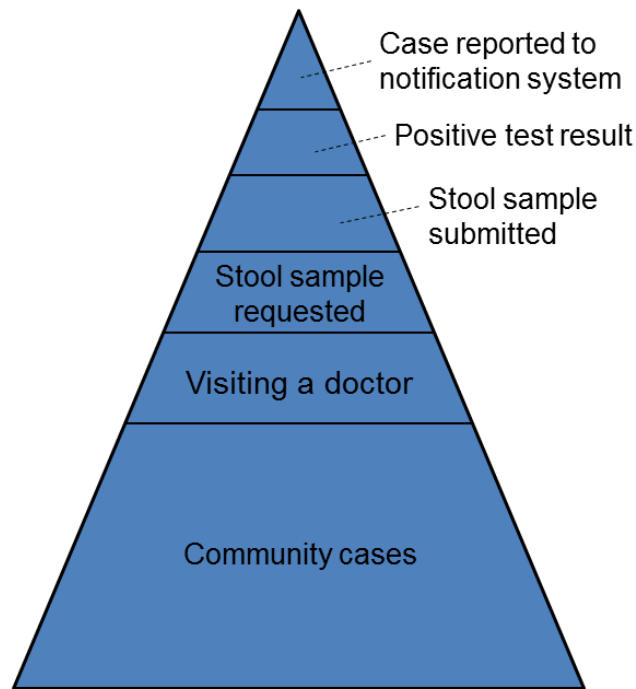 Case reported to
notification system
Positive test result
Stool sample
submitted
Stool sample
requested
Visiting a doctor
Community cases